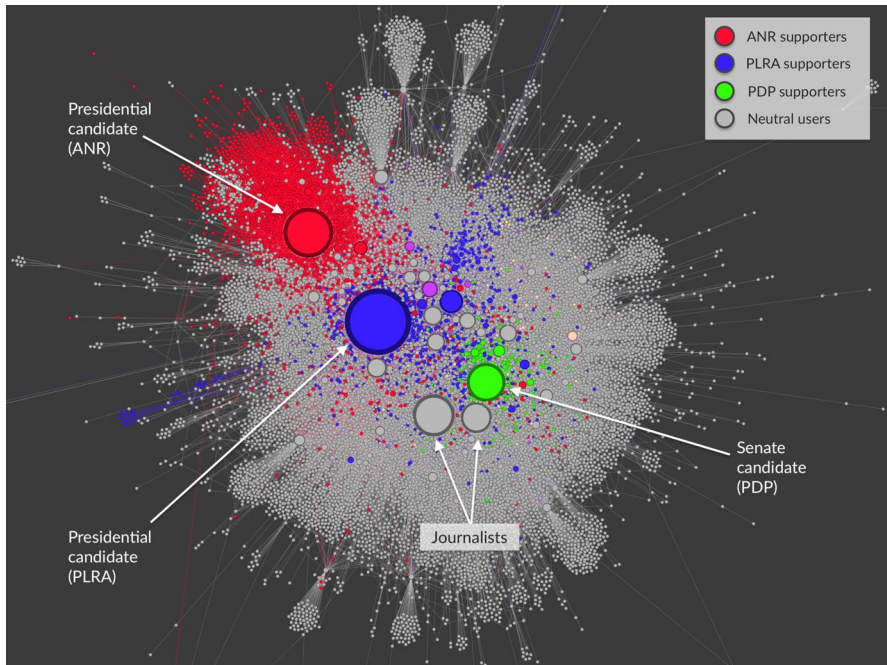 ANR supporters
PLRA supporters
PDP supporters
Neutral users
Presidential
candidate
(ANR)
Senate
candidate
(PDP)
Presidential
candidate
(PLRA)
Journalists